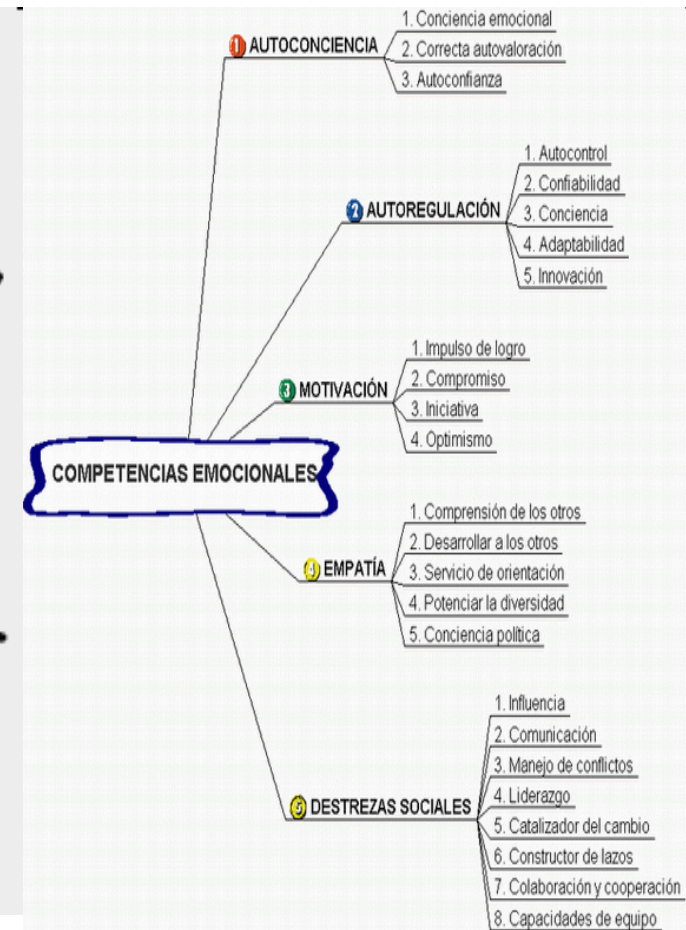 1 AUTOCONCIENCIA
1. Conciencia emocional
2. Correcta autovaloración
3. Autoconfianza
2 AUTOREGULACIÓN
1. Autocontrol
2. Confiabilidad
3. Conciencia
4. Adaptabilidad
5. Innovación
3 MOTIVACIÓN
1. Impulso de logro
2. Compromiso
3. Iniciativa
4. Optimismo
COMPETENCIAS EMOCIONALES
4 EMPATÍA
1. Comprensión de los otros
2. Desarrollar a los otros
3. Servicio de orientación
4. Potenciar la diversidad
5. Conciencia política
5 DESTREZAS SOCIALES
1. Influencia
2. Comunicación
3. Manejo de conflictos
4. Liderazgo
5. Catalizador del cambio
6. Constructor de lazos
7. Colaboración y cooperación
8. Capacidades de equipo